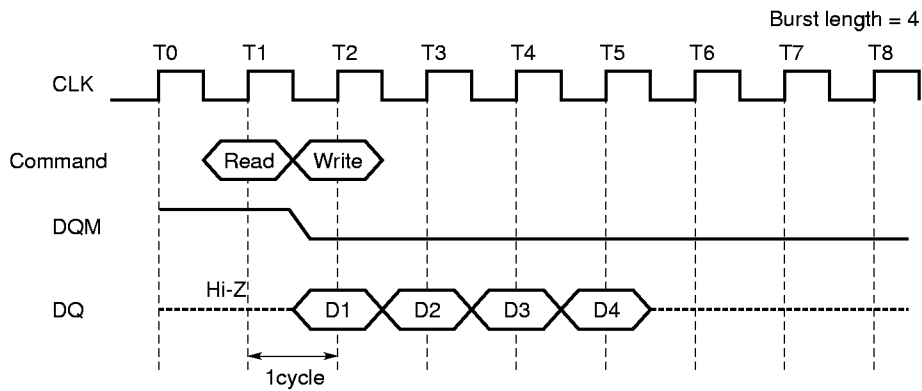 Burst length = 4
T0 T1 T2 T3 T4 T5 T6 T7 T8
CLK
Command Read Write
DQM
Hi-Z
DQ D1 D2 D3 D4
1cycle